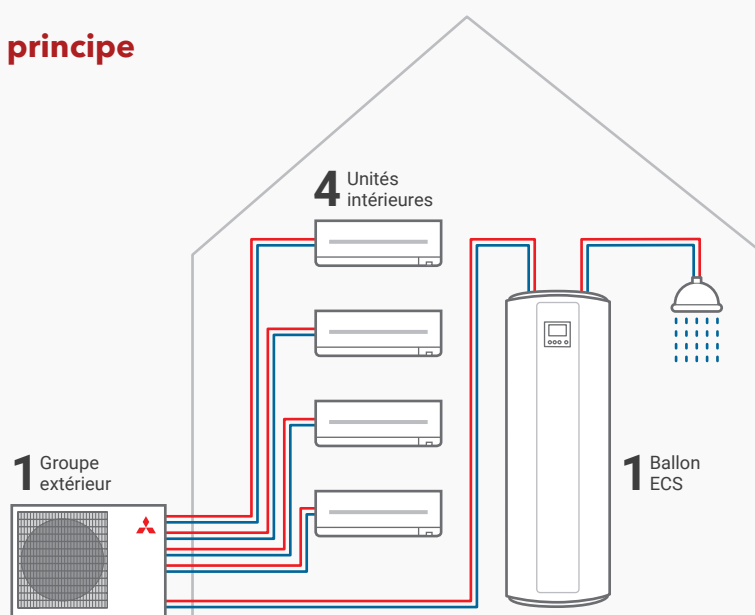 principe
4 Unités
intérieures
1 Groupe
extérieur
1 Ballon
ECS